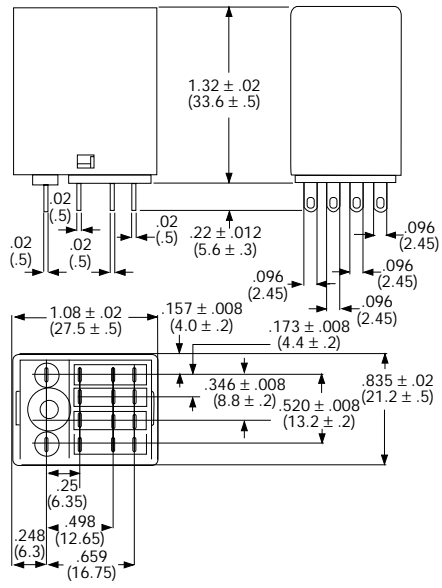 1.32 ± .02
(33.6 ± .5)
.02
(.5)
.02
(.5)
.22 ± .012
(5.6 ± .3)
.02
(.5)
.02
(.5)
.096
(2.45)
.096
(2.45)
.096
(2.45)
.096
(2.45)
1.08 ± .02
(27.5 ± .5)
.157 ± .008
(4.0 ± .2)
.173 ± .008
(4.4 ± .2)
.346 ± .008
(8.8 ± .2)
.520 ± .008
(13.2 ± .2)
.835 ± .02
(21.2 ± .5)
.25
(6.35)
.498
(12.65)
.248
(6.3)
.659
(16.75)